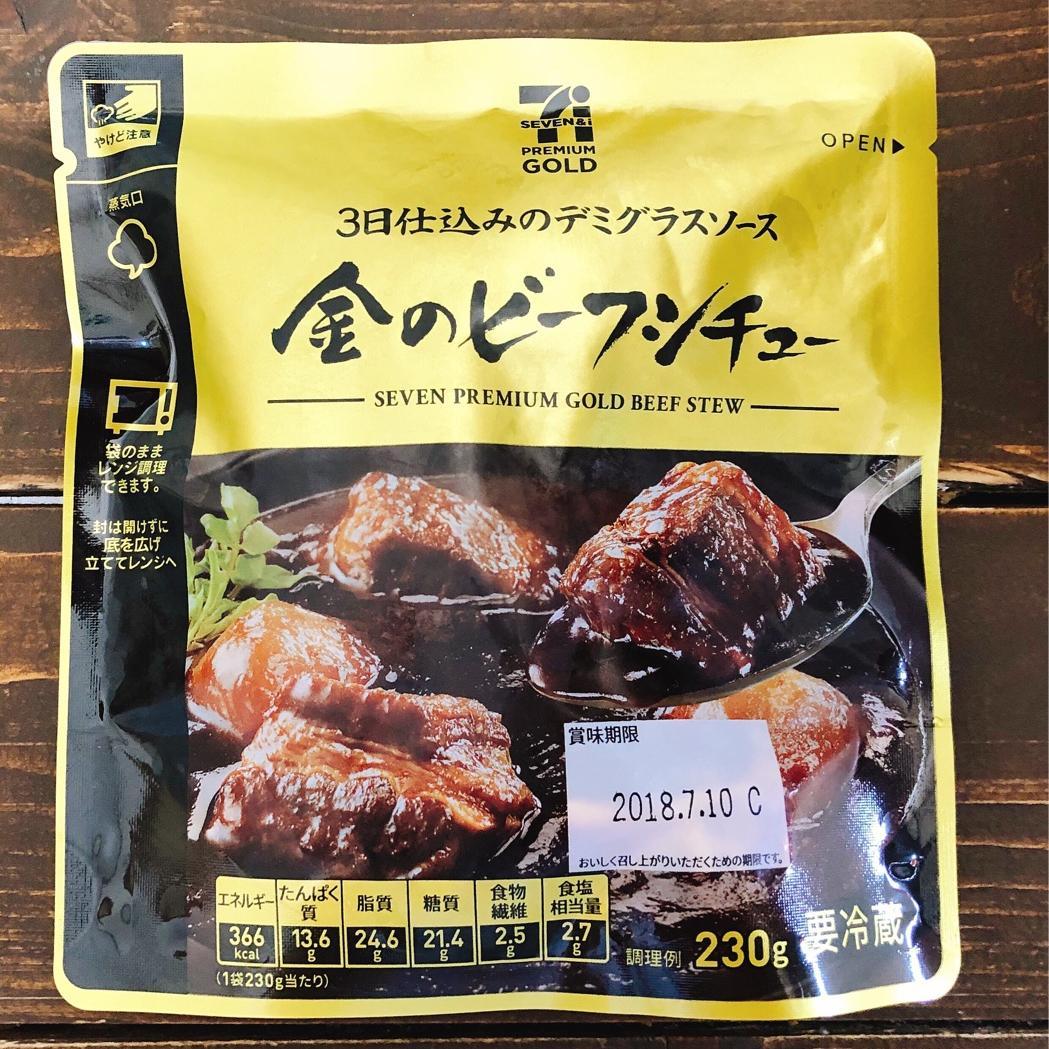 やけど注意
蒸気口
袋のまま
レンジ調理
できます。
封は開けずに
底を広げ
立ててレンジへ
7i
SEVEN&i
PREMIUM
GOLD
OPEN▶
3日仕込みのデミグラスソース
金のビーフシチュー
SEVEN PREMIUM GOLD BEEF STEW
賞味期限
2018.7.10 C
おいしく召し上がりいただくための期限です。
エネルギー たんぱく質 脂質 糖質 食物繊維 食塩相当量
366kcal 13.6g 24.6g 21.4g 2.5g 2.7g
(1袋230g当たり)
調理例 230g 要冷蔵